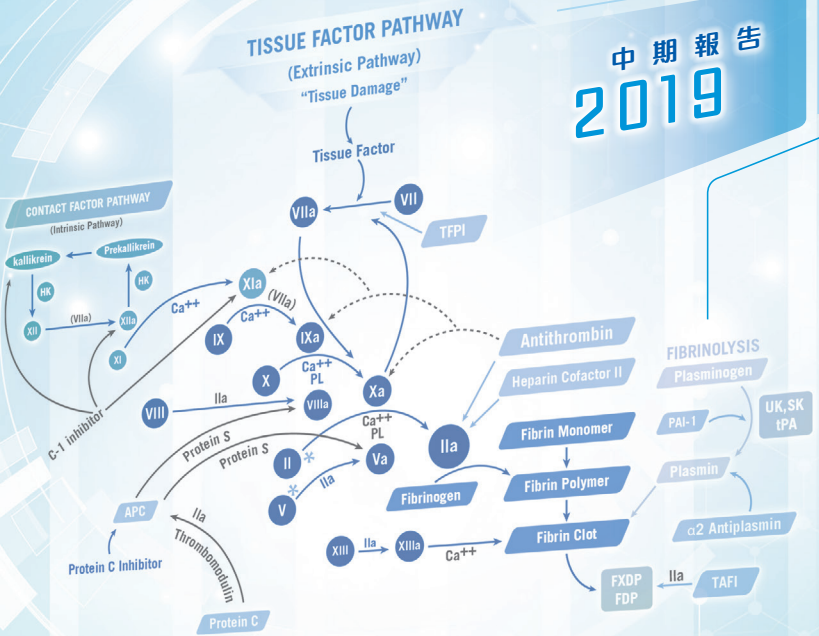 TISSUE FACTOR PATHWAY
(Extrinsic Pathway)
“Tissue Damage”
中期報告
2019
Tissue Factor
VIIa
VII
TFPI
CONTACT FACTOR PATHWAY
(Intrinsic Pathway)
kallikrein
Prekallikrein
HK
HK
XII
(VIIa)
XIIa
XI
Ca++
XIa
(VIIa)
Ca++
IX
IXa
Ca++
PL
X
Xa
Ca++
PL
VIII
IIa
VIIIa
C-1 inhibitor
Protein S
Protein S
II
*
*
V
IIa
Va
IIa
Antithrombin
Heparin Cofactor II
Fibrin Monomer
Fibrinogen
Fibrin Polymer
Fibrin Clot
XIII
IIa
XIIIa
Ca++
APC
IIa
Thrombomodulin
Protein C Inhibitor
Protein C
FIBRINOLYSIS
Plasminogen
PAI-1
UK,SK
tPA
Plasmin
α2 Antiplasmin
FXDP
FDP
IIa
TAFI